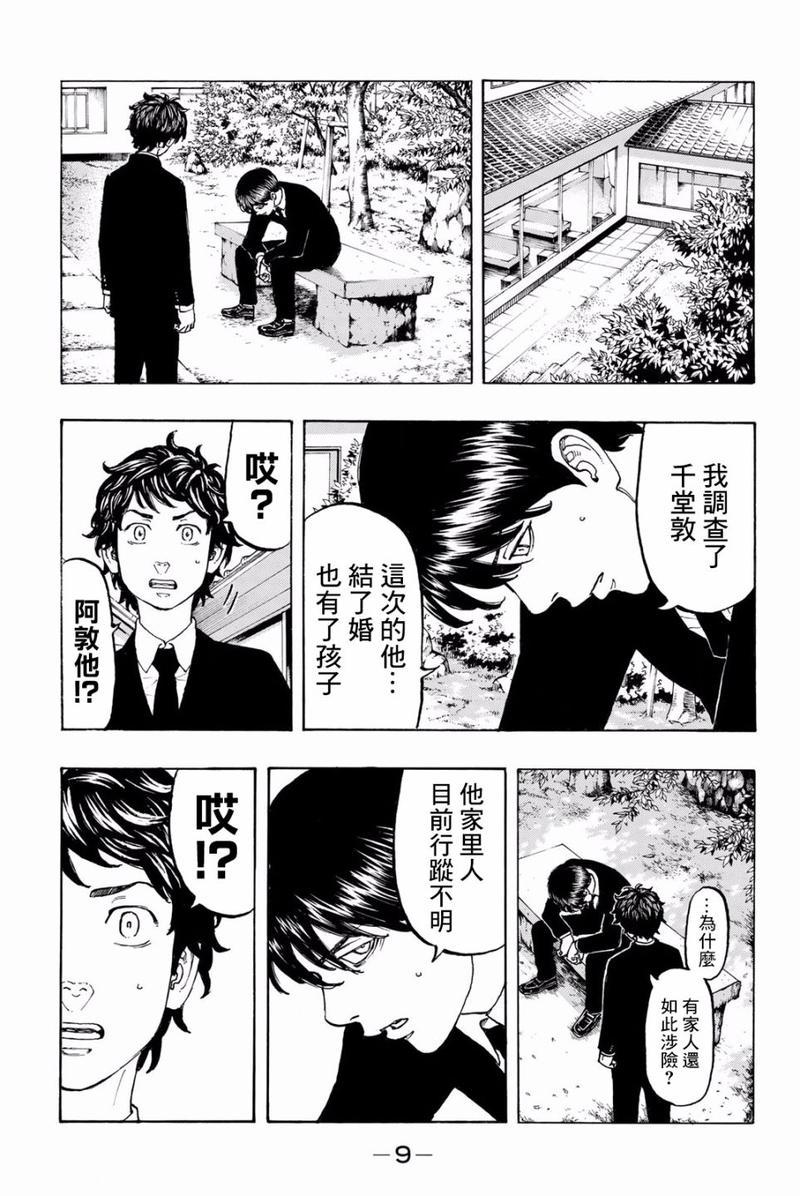 我調查了
千堂敦
這次的他…
結了婚
也有了孩子
哎?
阿敦他!?
…為什麼
有家人還
如此涉險?
他家里人
目前行蹤不明
哎!?
—9—